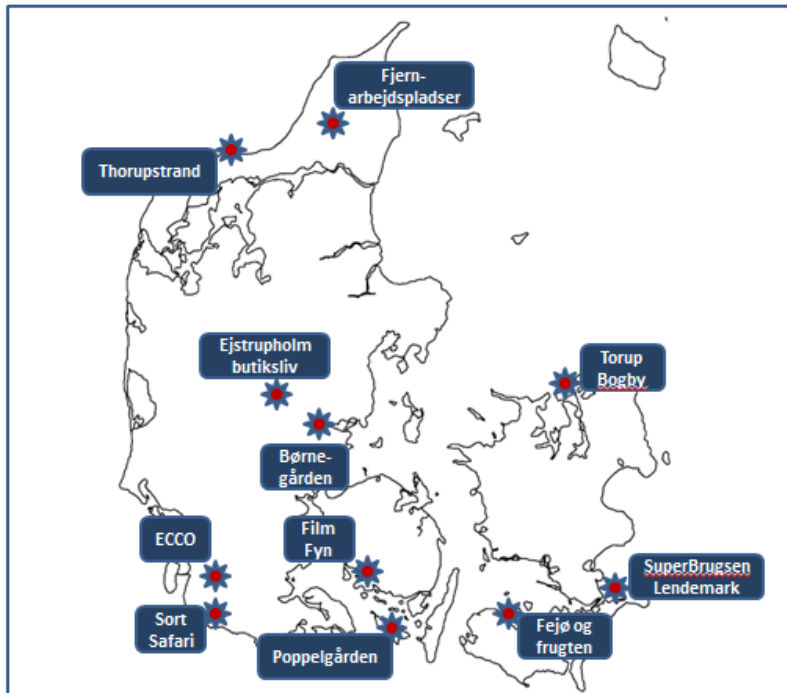 Fjern-
arbejdspladser
Thorupstrand
Ejstrupholm
butiksliv
Torup
Bogby
Børne-
gården
ECCO
Film
Fyn
SuperBrugsen
Lendemark
Sort
Safari
Fejø og
frugten
Poppelgården